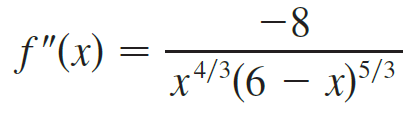 f″(x) = −8 / (x^{4/3}(6 − x)^{5/3})